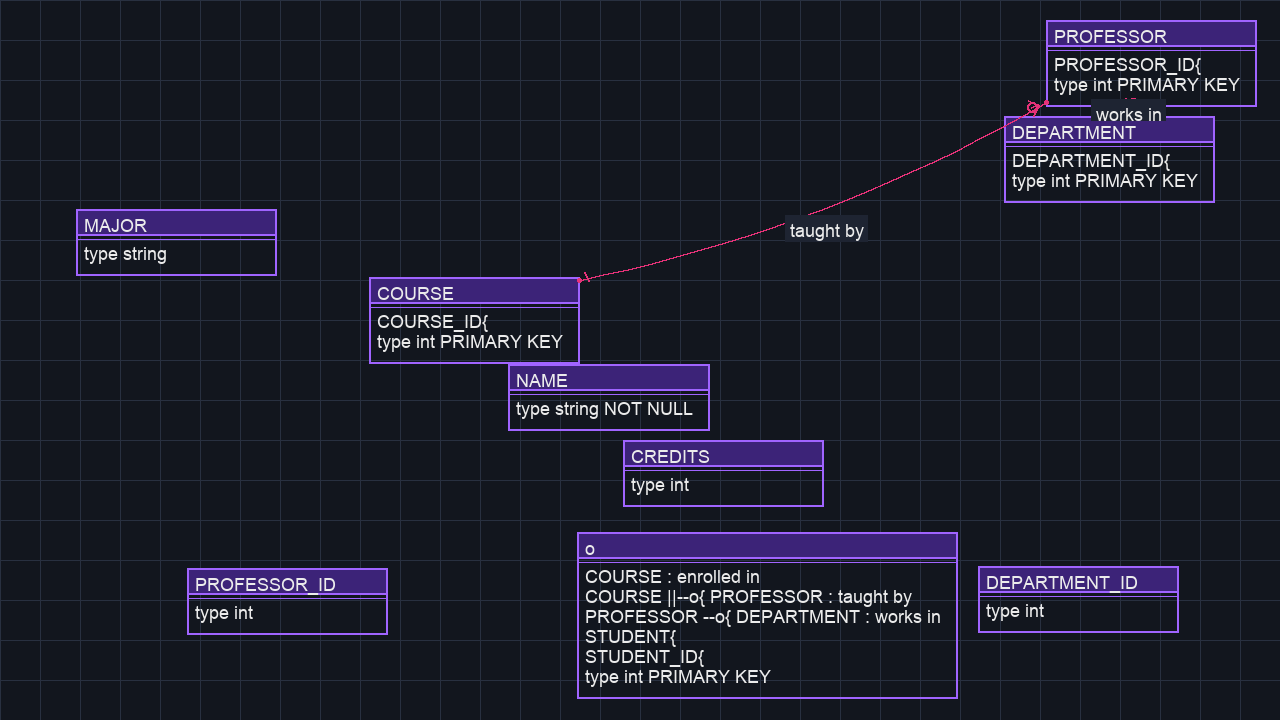 PROFESSOR
PROFESSOR_ID{
type int PRIMARY KEY
works in
DEPARTMENT
DEPARTMENT_ID{
type int PRIMARY KEY
MAJOR
type string
taught by
COURSE
COURSE_ID{
type int PRIMARY KEY
NAME
type string NOT NULL
CREDITS
type int
o
COURSE : enrolled in
COURSE ||--o{ PROFESSOR : taught by
PROFESSOR --o{ DEPARTMENT : works in
STUDENT{
STUDENT_ID{
type int PRIMARY KEY
PROFESSOR_ID
type int
DEPARTMENT_ID
type int